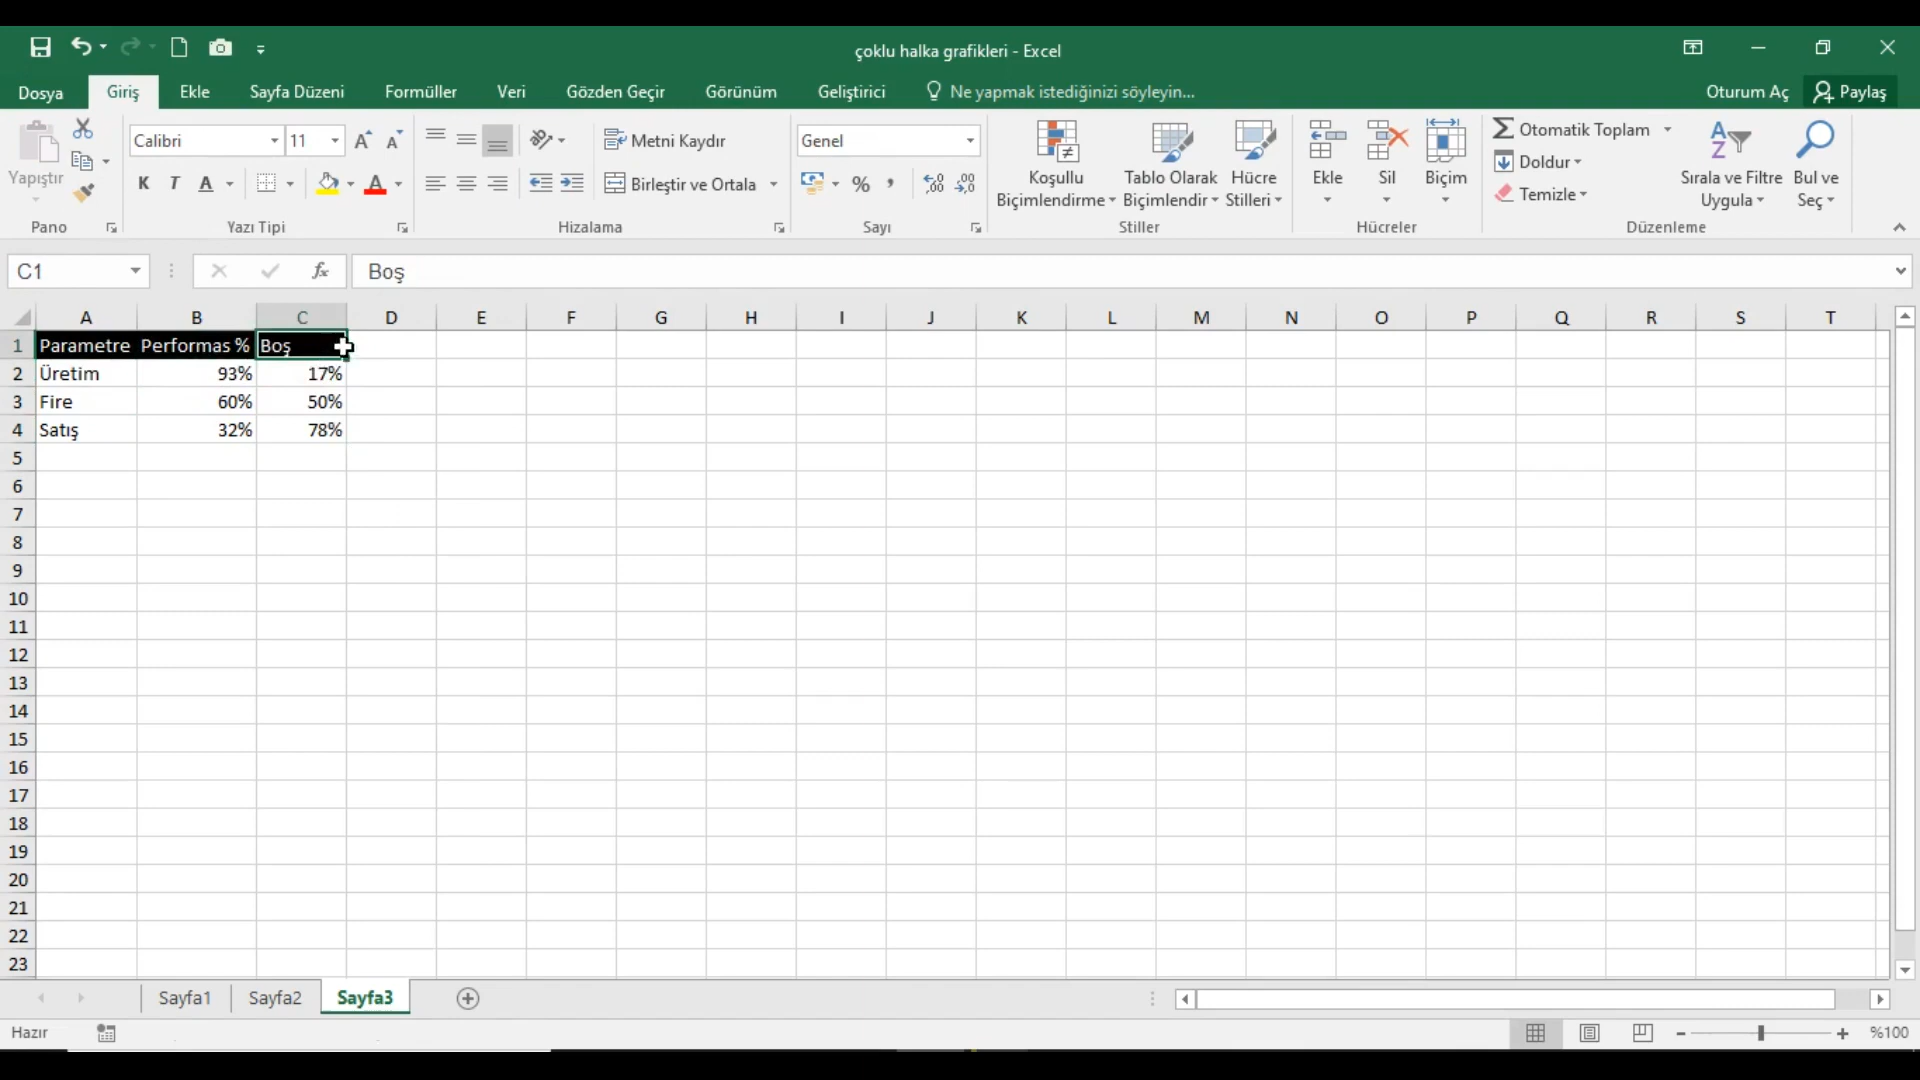 çoklu halka grafikleri - Excel
Dosya Giriş Ekle Sayfa Düzeni Formüller Veri Gözden Geçir Görünüm Geliştirici Ne yapmak istediğinizi söyleyin... Oturum Aç Paylaş
Yapıştır
Pano
Calibri 11
K T A
Yazı Tipi
Metni Kaydır
Birleştir ve Ortala
Hizalama
Genel
%
Sayı
Koşullu Biçimlendirme
Tablo Olarak Biçimlendir
Hücre Stilleri
Stiller
Ekle Sil Biçim
Hücreler
Otomatik Toplam
Doldur
Temizle
Sırala ve Filtre Uygula
Bul ve Seç
Düzenleme
C1 fx Boş
A B C D E F G H I J K L M N O P Q R S T
1 Parametre Performas % Boş
2 Üretim 93% 17%
3 Fire 60% 50%
4 Satış 32% 78%
5
6
7
8
9
10
11
12
13
14
15
16
17
18
19
20
21
22
23
Sayfa1 Sayfa2 Sayfa3
Hazır %100